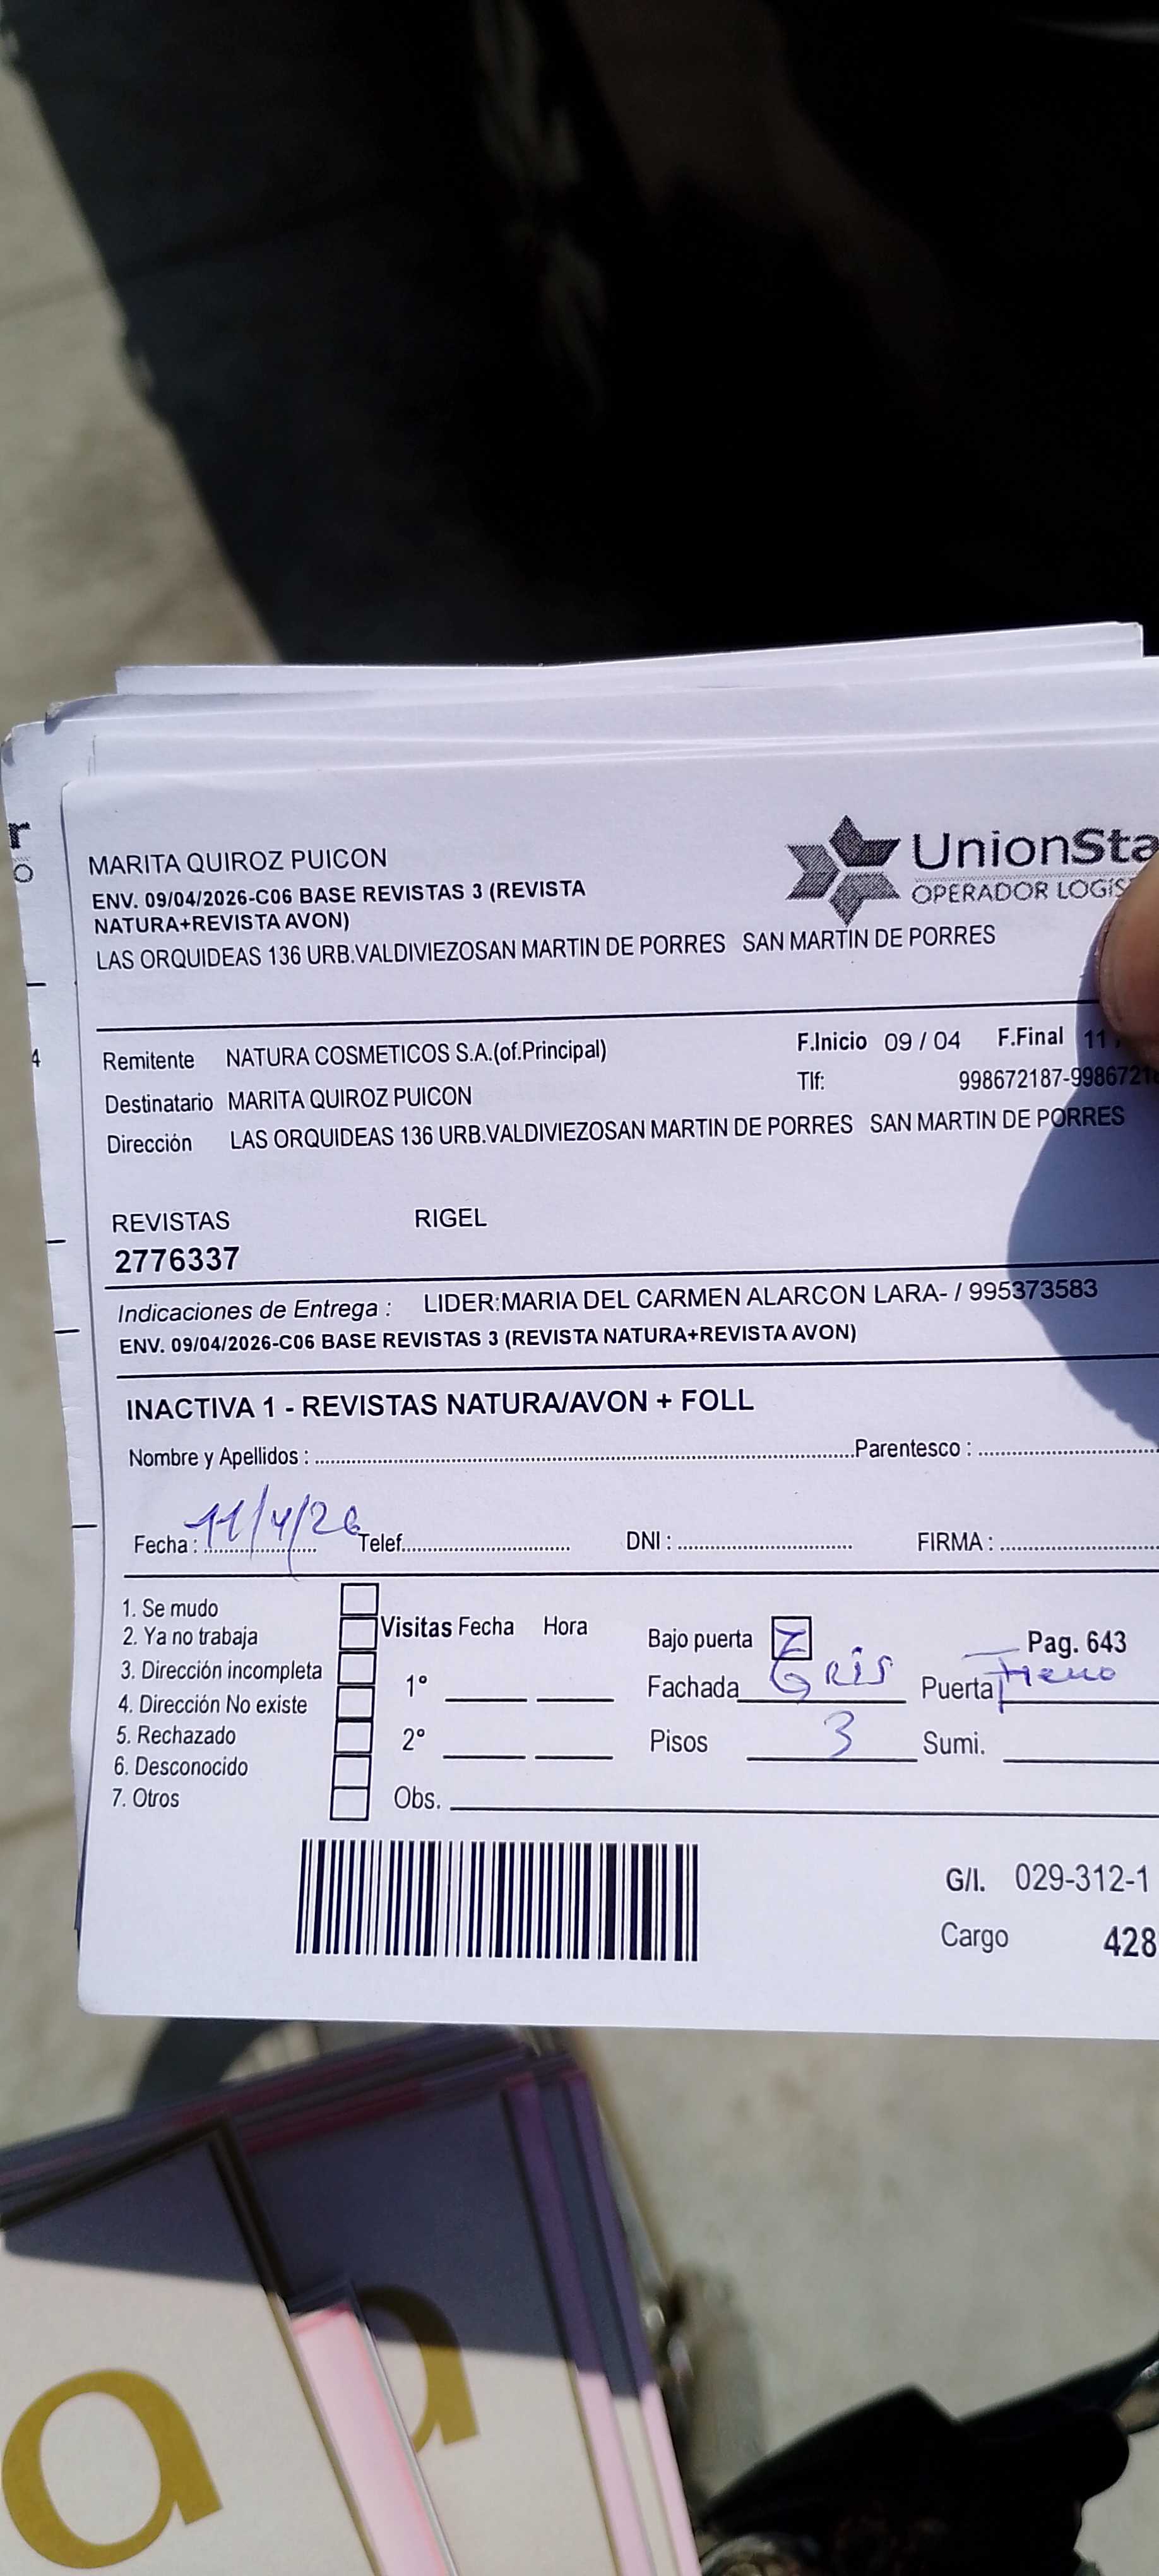 MARITA QUIROZ PUICON
ENV. 09/04/2026-C06 BASE REVISTAS 3 (REVISTA
NATURA+REVISTA AVON)
LAS ORQUIDEAS 136 URB.VALDIVIEZOSAN MARTIN DE PORRES SAN MARTIN DE PORRES
UnionSta
OPERADOR LOGIS
Remitente NATURA COSMETICOS S.A.(of.Principal)
F.Inicio 09 / 04 F.Final 11
Destinatario MARITA QUIROZ PUICON
Tlf: 998672187-9986721
Dirección LAS ORQUIDEAS 136 URB.VALDIVIEZOSAN MARTIN DE PORRES SAN MARTIN DE PORRES
REVISTAS RIGEL
2776337
Indicaciones de Entrega : LIDER:MARIA DEL CARMEN ALARCON LARA- / 995373583
ENV. 09/04/2026-C06 BASE REVISTAS 3 (REVISTA NATURA+REVISTA AVON)
INACTIVA 1 - REVISTAS NATURA/AVON + FOLL
Nombre y Apellidos : Parentesco :
Fecha : 11/4/26 Telef. DNI : FIRMA :
1. Se mudo
2. Ya no trabaja
3. Dirección incompleta
4. Dirección No existe
5. Rechazado
6. Desconocido
7. Otros
Visitas Fecha Hora
1°
2°
Obs.
Bajo puerta
Pag. 643
Fachada GRIS Puerta
Pisos 3 Sumi.
G/I. 029-312-1
Cargo 428
r
O
4
a
a